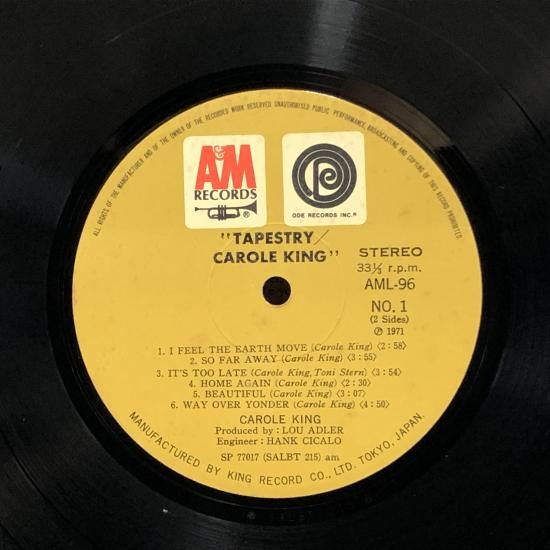 ALL RIGHTS OF THE MANUFACTURER AND OF THE OWNER OF THE RECORDED WORK RESERVED UNAUTHORISED PUBLIC PERFORMANCE, BROADCASTING AND COPYING OF THIS RECORD PROHIBITED
A&M
RECORDS
®
ODE RECORDS INC.®
"TAPESTRY
CAROLE KING"
STEREO
33⅓ r.p.m.
AML-96
NO. 1
(2 Sides)
℗ 1971
1. I FEEL THE EARTH MOVE (Carole King) 〈2:58〉
2. SO FAR AWAY (Carole King) 〈3:55〉
3. IT'S TOO LATE (Carole King, Toni Stern) 〈3:54〉
4. HOME AGAIN (Carole King) 〈2:30〉
5. BEAUTIFUL (Carole King) 〈3:07〉
6. WAY OVER YONDER (Carole King) 〈4:50〉
CAROLE KING
Produced by : LOU ADLER
Engineer : HANK CICALO
SP 77017 (SALBT 215) am
MANUFACTURED BY KING RECORD CO., LTD. TOKYO, JAPAN.